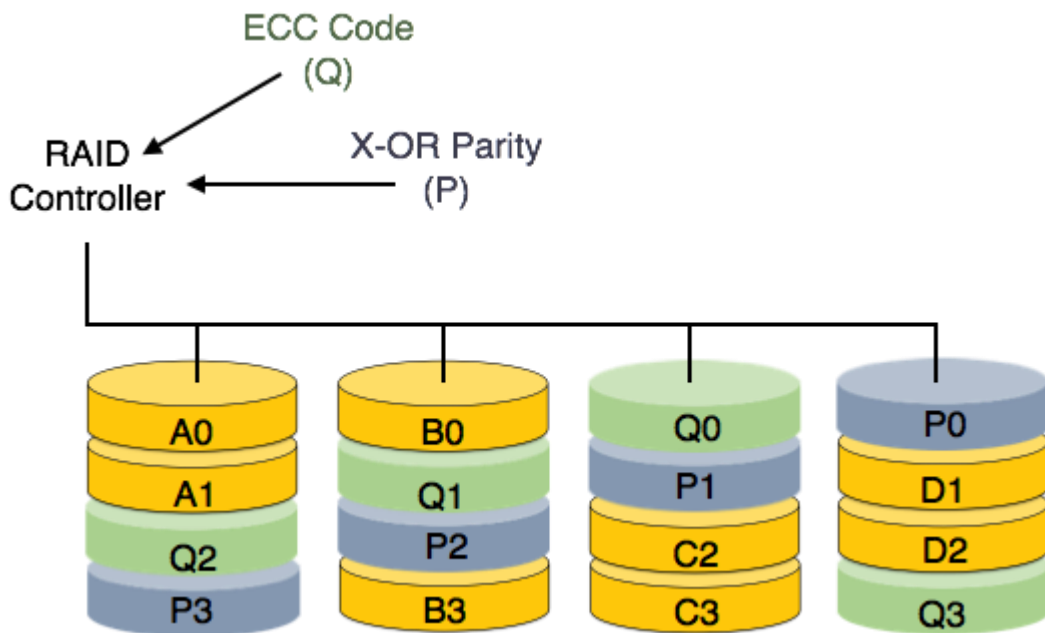 ECC Code
(Q)
X-OR Parity
(P)
RAID
Controller
A0 B0 Q0 P0
A1 Q1 P1 D1
Q2 P2 C2 D2
P3 B3 C3 Q3